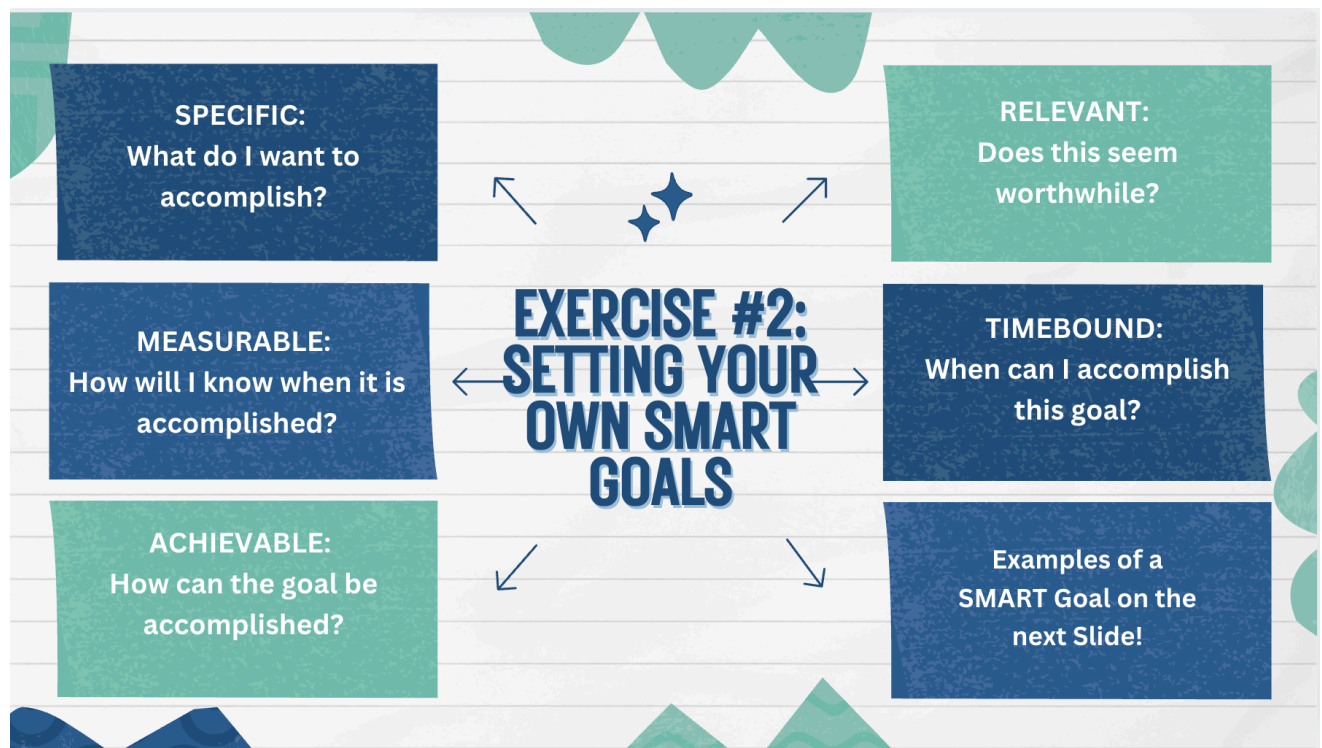 SPECIFIC:
What do I want to
accomplish?
MEASURABLE:
How will I know when it is
accomplished?
ACHIEVABLE:
How can the goal be
accomplished?
EXERCISE #2:
SETTING YOUR
OWN SMART
GOALS
RELEVANT:
Does this seem
worthwhile?
TIMEBOUND:
When can I accomplish
this goal?
Examples of a
SMART Goal on the
next Slide!